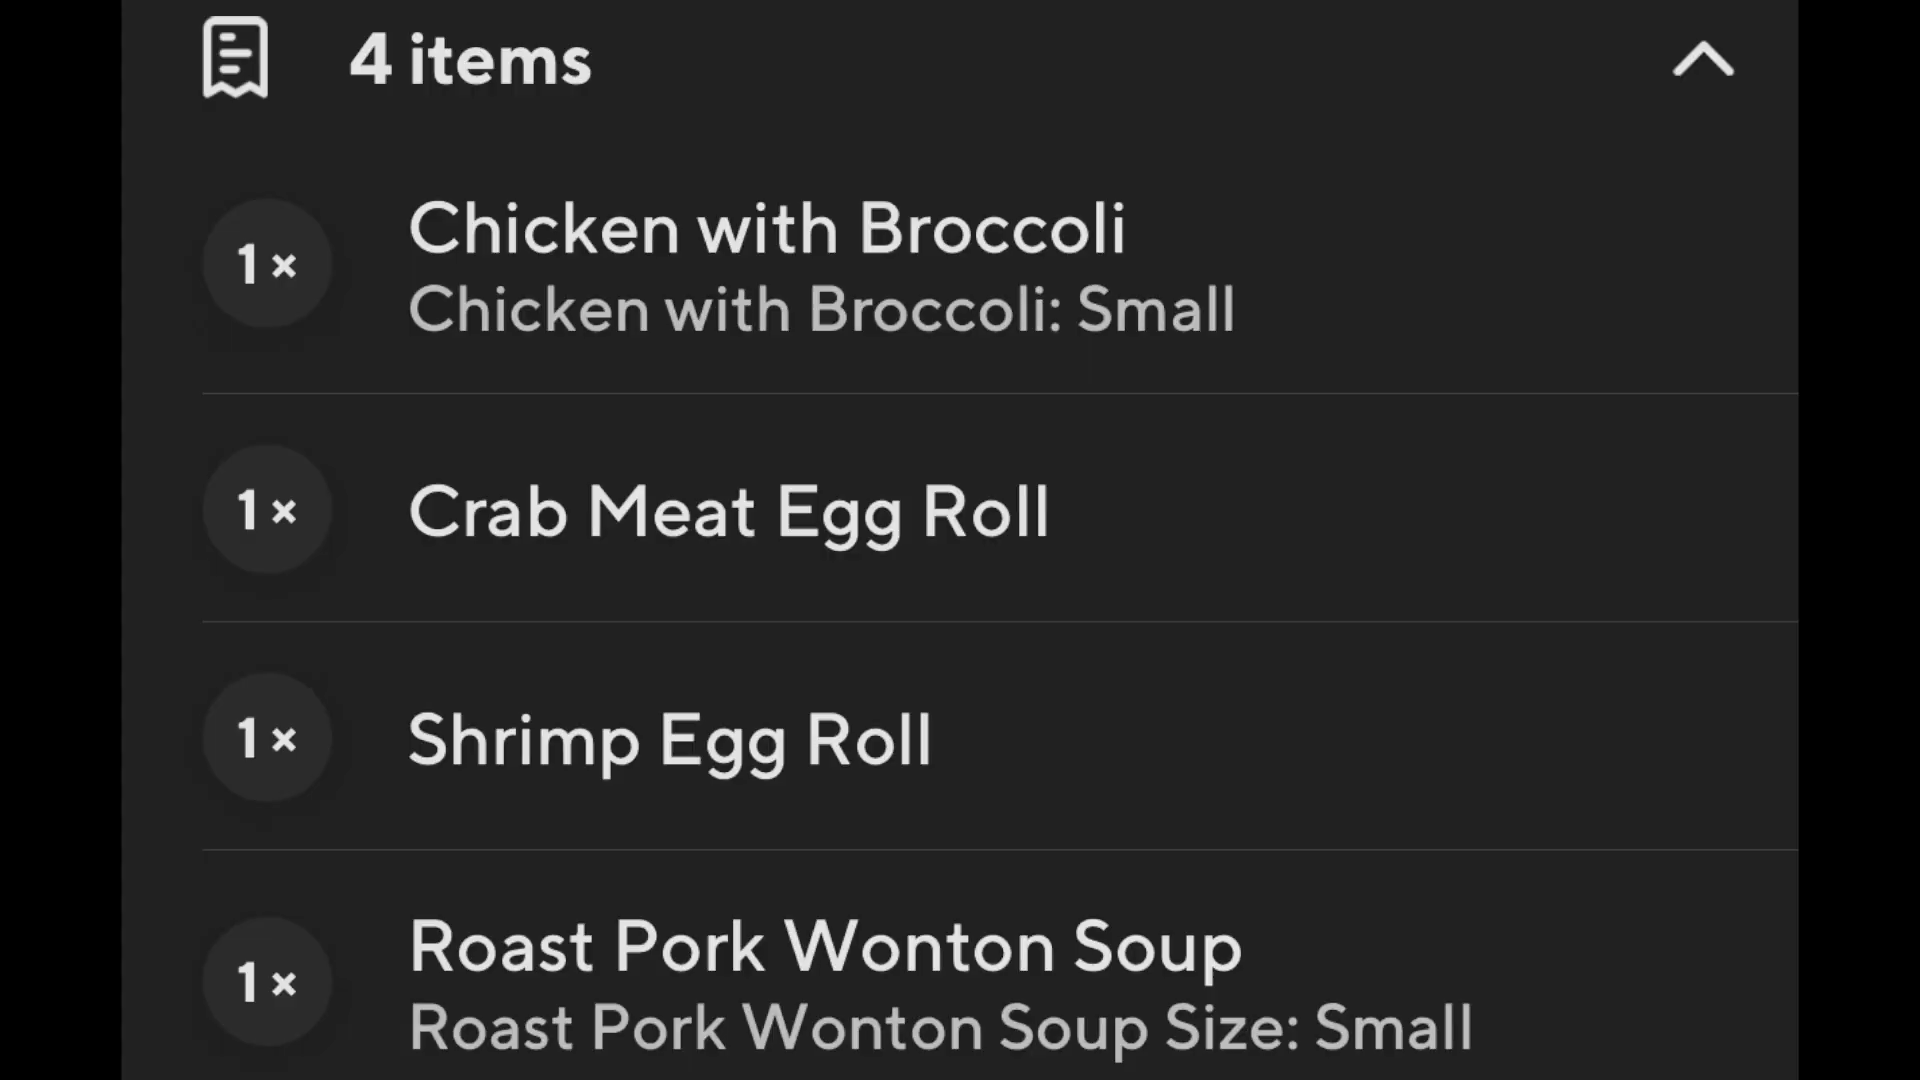 4 items
1 × Chicken with Broccoli
Chicken with Broccoli: Small
1 × Crab Meat Egg Roll
1 × Shrimp Egg Roll
1 × Roast Pork Wonton Soup
Roast Pork Wonton Soup Size: Small